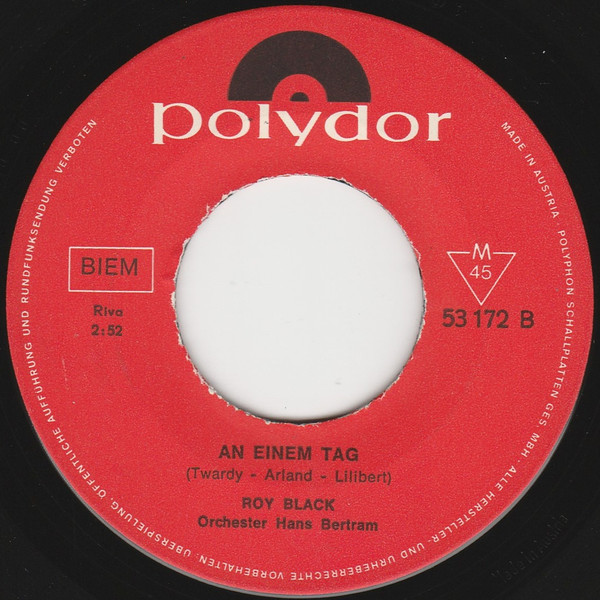 polydor
BIEM
Riva
2:52
M
45
53 172 B
AN EINEM TAG
(Twardy - Arland - Lilibert)
ROY BLACK
Orchester Hans Bertram
MADE IN AUSTRIA · POLYPHON SCHALLPLATTEN GES. MBH · ALLE HERSTELLER- UND URHEBERRECHTE VORBEHALTEN. ÜBERSPIELUNG, ÖFFENTLICHE AUFFÜHRUNG UND RUNDFUNKSENDUNG VERBOTEN